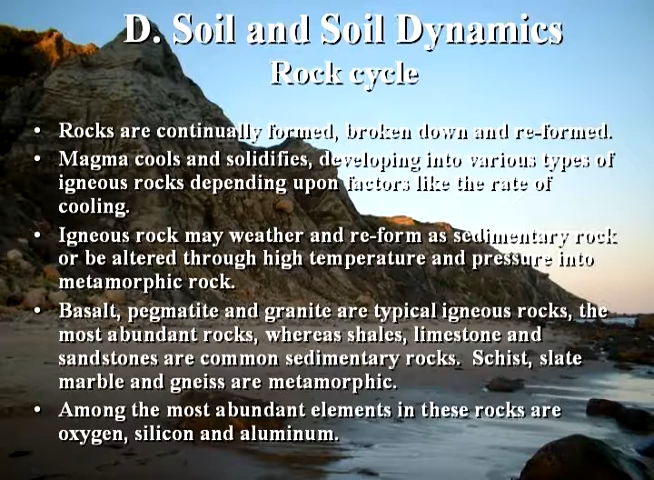 D. Soil and Soil Dynamics
Rock cycle
• Rocks are continually formed, broken down and re-formed.
• Magma cools and solidifies, developing into various types of
igneous rocks depending upon factors like the rate of
cooling.
• Igneous rock may weather and re-form as sedimentary rock
or be altered through high temperature and pressure into
metamorphic rock.
• Basalt, pegmatite and granite are typical igneous rocks, the
most abundant rocks, whereas shales, limestone and
sandstones are common sedimentary rocks. Schist, slate
marble and gneiss are metamorphic.
• Among the most abundant elements in these rocks are
oxygen, silicon and aluminum.